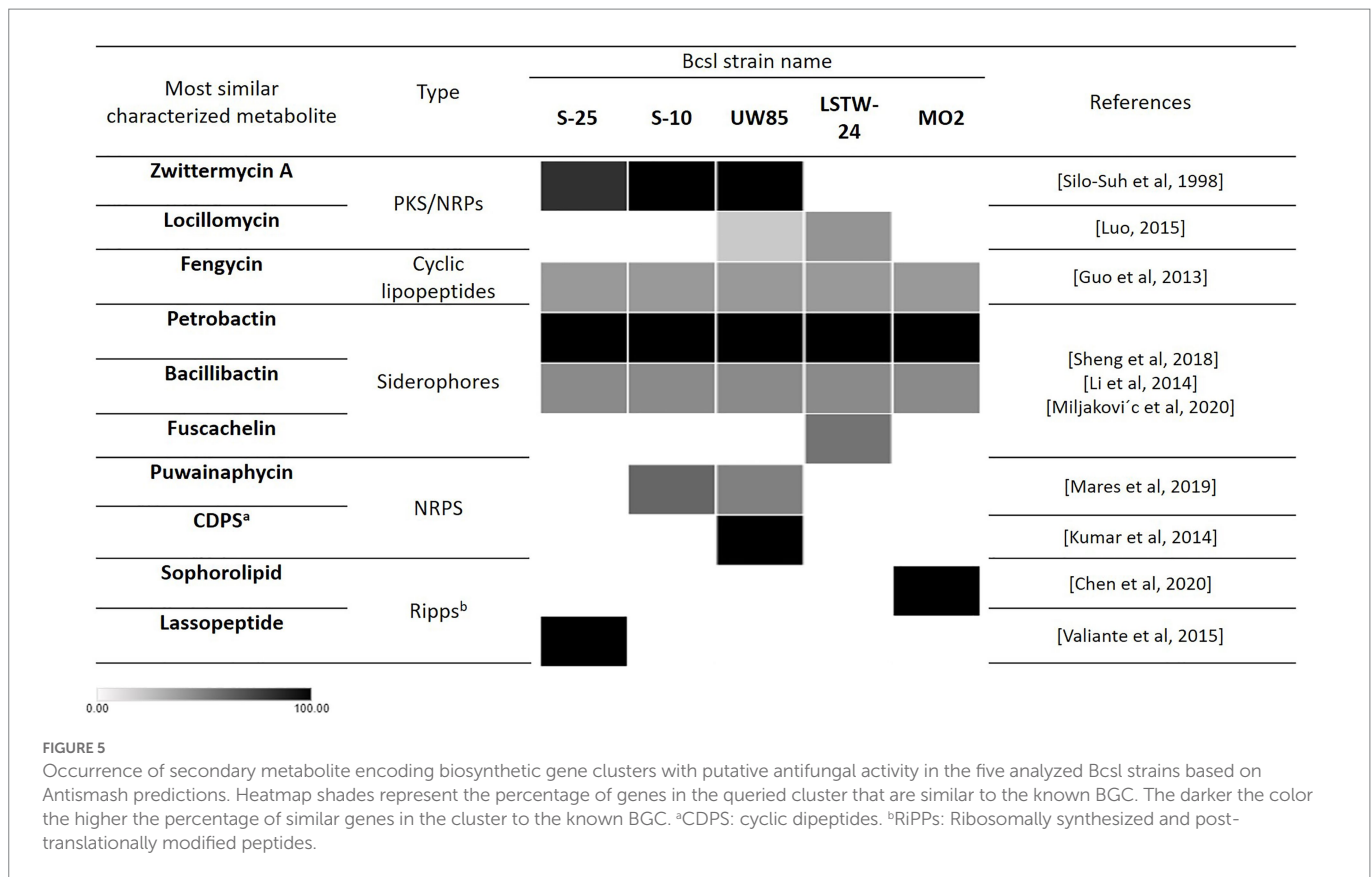 Bcsl strain name
Most similar
characterized metabolite
Type
S-25
S-10
UW85
LSTW-
24
MO2
References
Zwittermycin A
PKS/NRPs
[Silo-Suh et al, 1998]
Locillomycin
[Luo, 2015]
Fengycin
Cyclic
lipopeptides
[Guo et al, 2013]
Petrobactin
Siderophores
[Sheng et al, 2018]
[Li et al, 2014]
[Miljakovi´c et al, 2020]
Bacillibactin
Fuscachelin
Puwainaphycin
NRPS
[Mares et al, 2019]
CDPSᵃ
[Kumar et al, 2014]
Sophorolipid
Rippsᵇ
[Chen et al, 2020]
Lassopeptide
[Valiante et al, 2015]
0.00
100.00
FIGURE 5
Occurrence of secondary metabolite encoding biosynthetic gene clusters with putative antifungal activity in the five analyzed Bcsl strains based on
Antismash predictions. Heatmap shades represent the percentage of genes in the queried cluster that are similar to the known BGC. The darker the color
the higher the percentage of similar genes in the cluster to the known BGC. ᵃCDPS: cyclic dipeptides. ᵇRiPPs: Ribosomally synthesized and post-
translationally modified peptides.